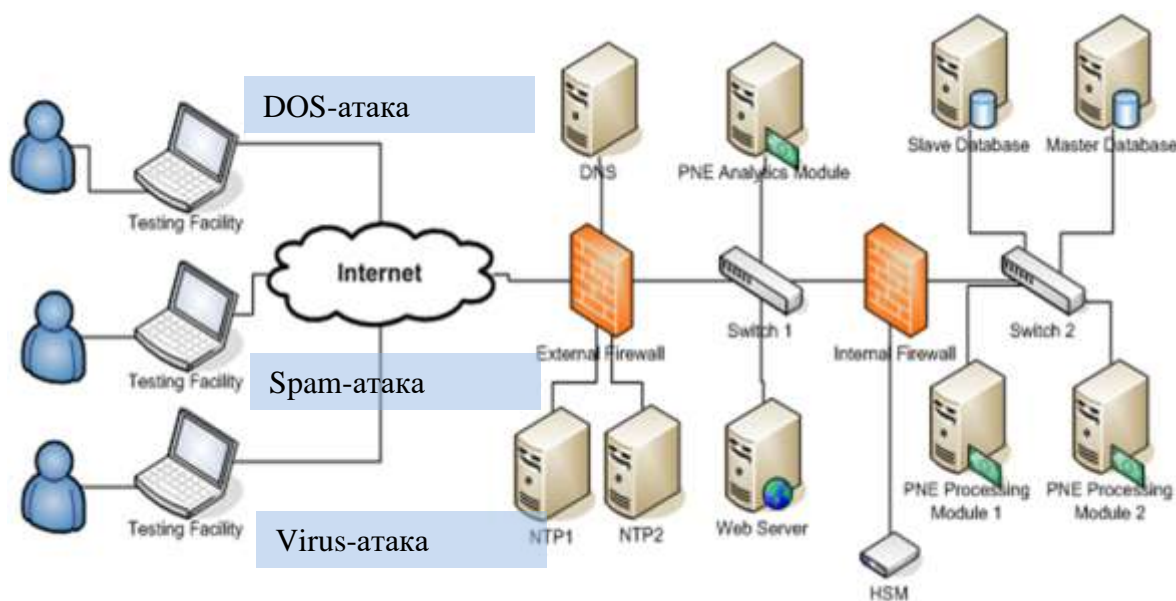 DOS-атака
DNS
PNE Analytics Module
Slave Database
Master Database
Testing Facility
Internet
External Firewall
Switch 1
Internal Firewall
Switch 2
Testing Facility
Spam-атака
Testing Facility
Virus-атака
NTP1
NTP2
Web Server
PNE Processing
Module 1
PNE Processing
Module 2
HSM